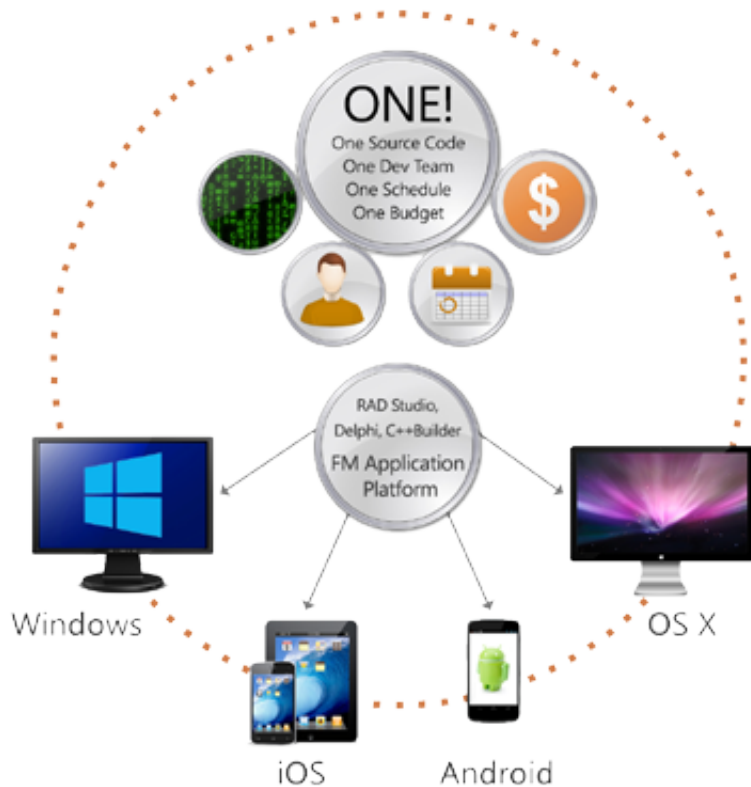 ONE!
One Source Code
One Dev Team
One Schedule
One Budget
$
RAD Studio,
Delphi, C++Builder
FM Application
Platform
Windows
OS X
iOS
Android